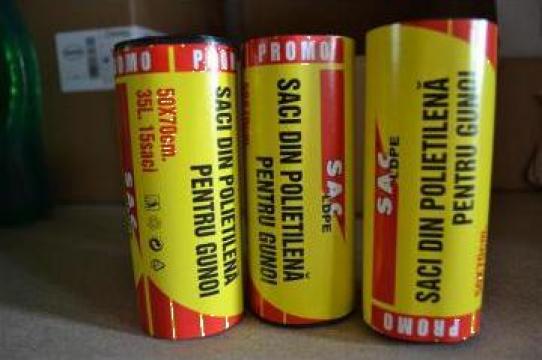 PROMO
50X70cm.
35L. 15saci
SACI DIN POLIETILENĂ
PENTRU GUNOI
SAC
PROMO
SACI DIN POLIETILENĂ
PENTRU GUNOI
SAC
LDPE
SAC
LDPE
SACI DIN POLIETILENĂ
PENTRU GUNOI
50X70cm.
PROMO